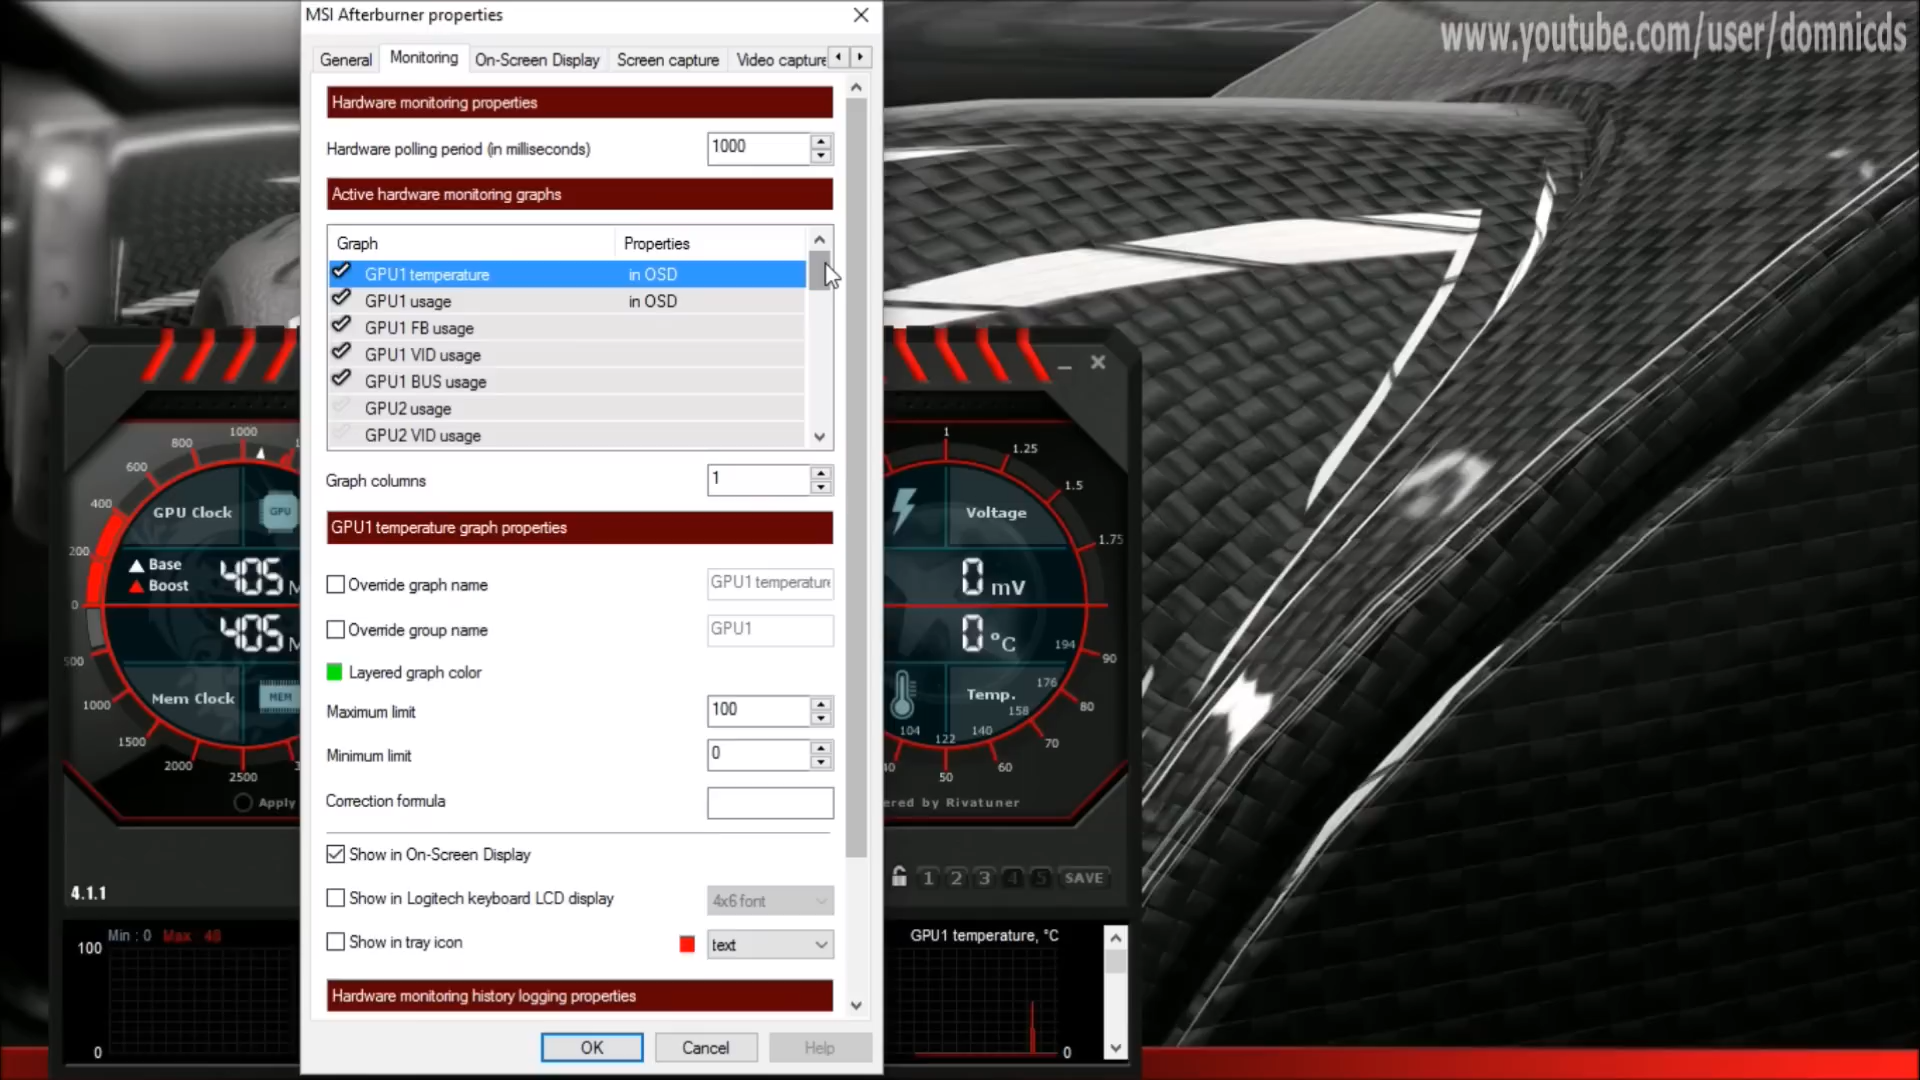 MSI Afterburner properties
www.youtube.com/user/domnicds
General
Monitoring
On-Screen Display
Screen capture
Video capture
Hardware monitoring properties
Hardware polling period (in milliseconds)
1000
Active hardware monitoring graphs
Graph
Properties
GPU1 temperature
in OSD
GPU1 usage
in OSD
GPU1 FB usage
GPU1 VID usage
GPU1 BUS usage
GPU2 usage
GPU2 VID usage
Graph columns
1
GPU1 temperature graph properties
Override graph name
GPU1 temperature
Override group name
GPU1
Layered graph color
Maximum limit
100
Minimum limit
0
Correction formula
Show in On-Screen Display
Show in Logitech keyboard LCD display
4x6 font
Show in tray icon
text
Hardware monitoring history logging properties
OK
Cancel
Help
0
200
400
600
800
1000
GPU Clock
GPU
Base
Boost
405 M
405 M
Mem Clock
MEM
500
1000
1500
2000
2500
Apply
4.1.1
1
1.25
1.5
1.75
Voltage
0 mV
0 °C
Temp.
104
122
140
158
176
194
50
60
70
80
90
ered by Rivatuner
1
2
3
4
5
SAVE
Min : 0
Max
48
100
0
GPU1 temperature, °C
0